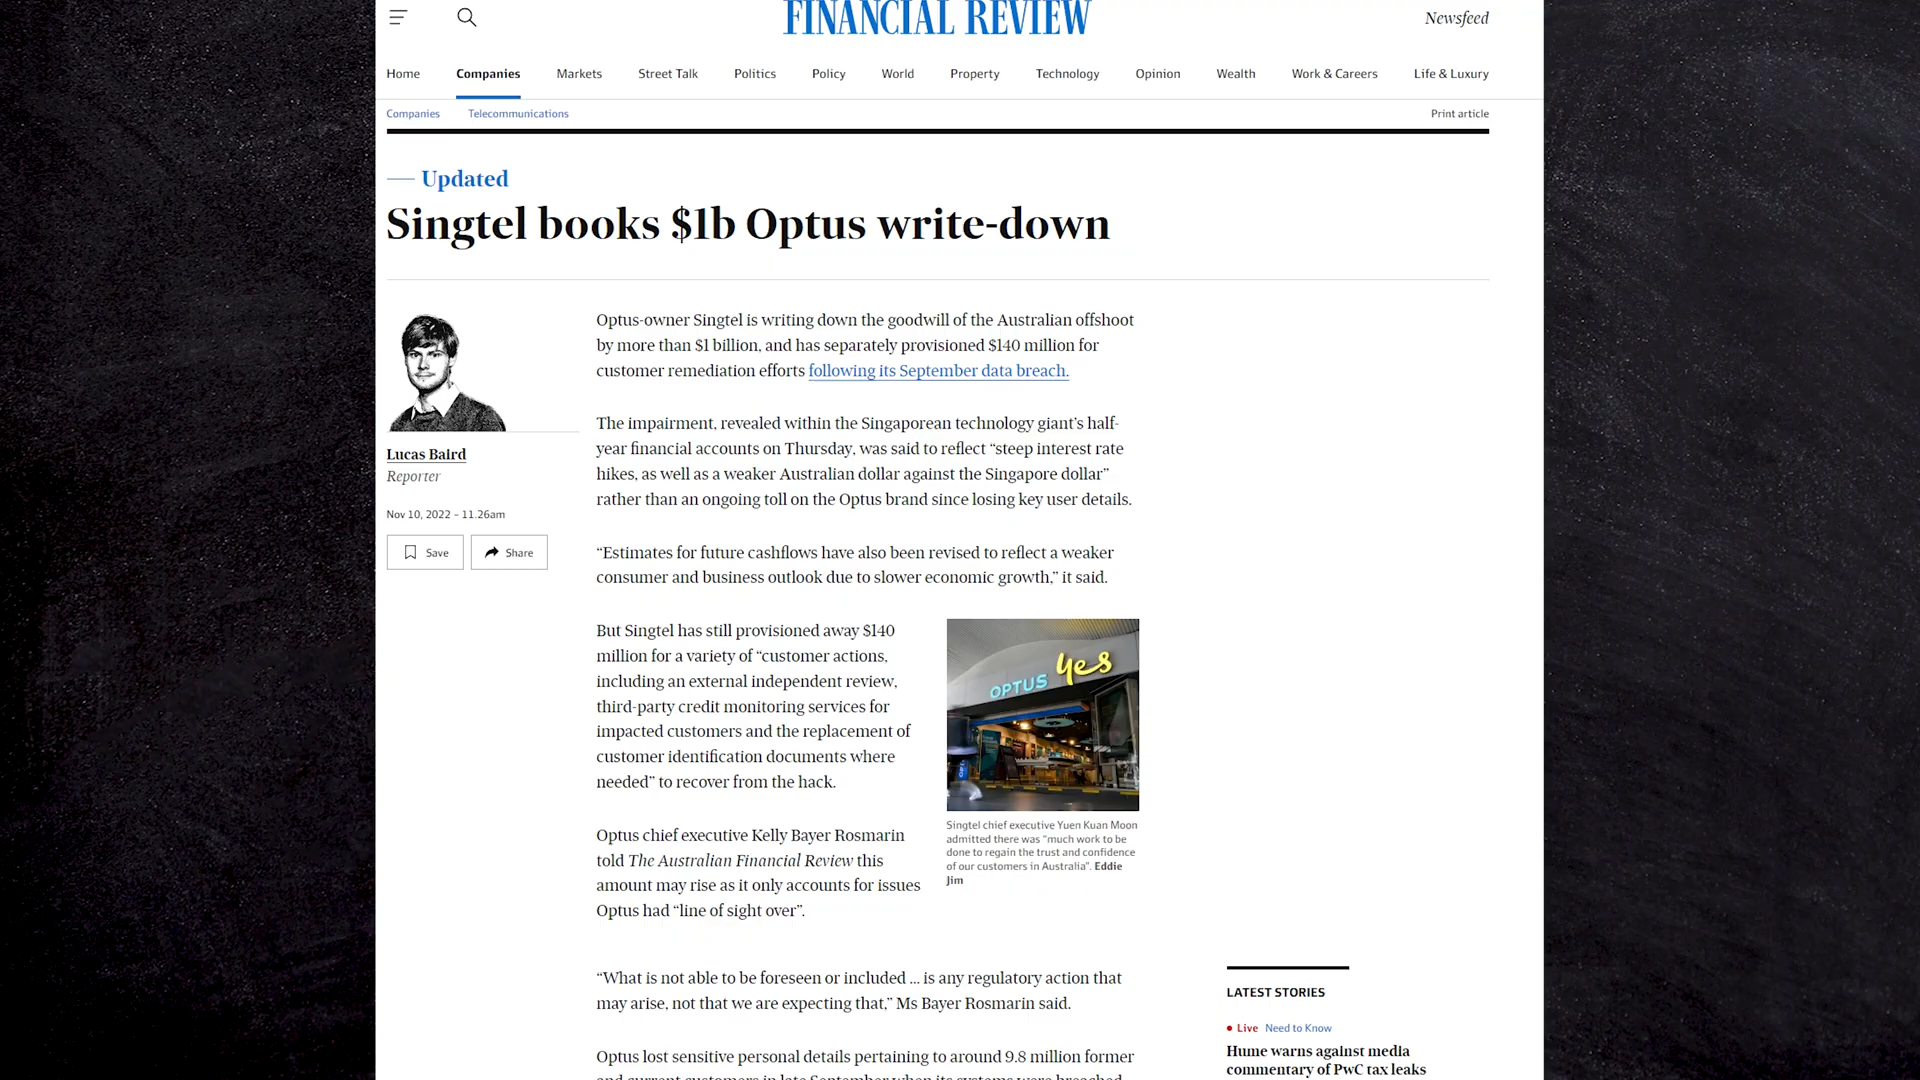 FINANCIAL REVIEW
Newsfeed
Home Companies Markets Street Talk Politics Policy World Property Technology Opinion Wealth Work & Careers Life & Luxury
Companies Telecommunications Print article
Updated
Singtel books $1b Optus write-down
Lucas Baird
Reporter
Nov 10, 2022 – 11.26am
Save Share
Optus-owner Singtel is writing down the goodwill of the Australian offshoot
by more than $1 billion, and has separately provisioned $140 million for
customer remediation efforts following its September data breach.
The impairment, revealed within the Singaporean technology giant’s half-
year financial accounts on Thursday, was said to reflect “steep interest rate
hikes, as well as a weaker Australian dollar against the Singapore dollar”
rather than an ongoing toll on the Optus brand since losing key user details.
“Estimates for future cashflows have also been revised to reflect a weaker
consumer and business outlook due to slower economic growth,” it said.
But Singtel has still provisioned away $140
million for a variety of “customer actions,
including an external independent review,
third-party credit monitoring services for
impacted customers and the replacement of
customer identification documents where
needed” to recover from the hack.
OPTUS yes
Singtel chief executive Yuen Kuan Moon
admitted there was “much work to be
done to regain the trust and confidence
of our customers in Australia”. Eddie
Jim
Optus chief executive Kelly Bayer Rosmarin
told The Australian Financial Review this
amount may rise as it only accounts for issues
Optus had “line of sight over”.
“What is not able to be foreseen or included ... is any regulatory action that
may arise, not that we are expecting that,” Ms Bayer Rosmarin said.
Optus lost sensitive personal details pertaining to around 9.8 million former
and current customers in late September when its systems were breached
LATEST STORIES
Live Need to Know
Hume warns against media
commentary of PwC tax leaks